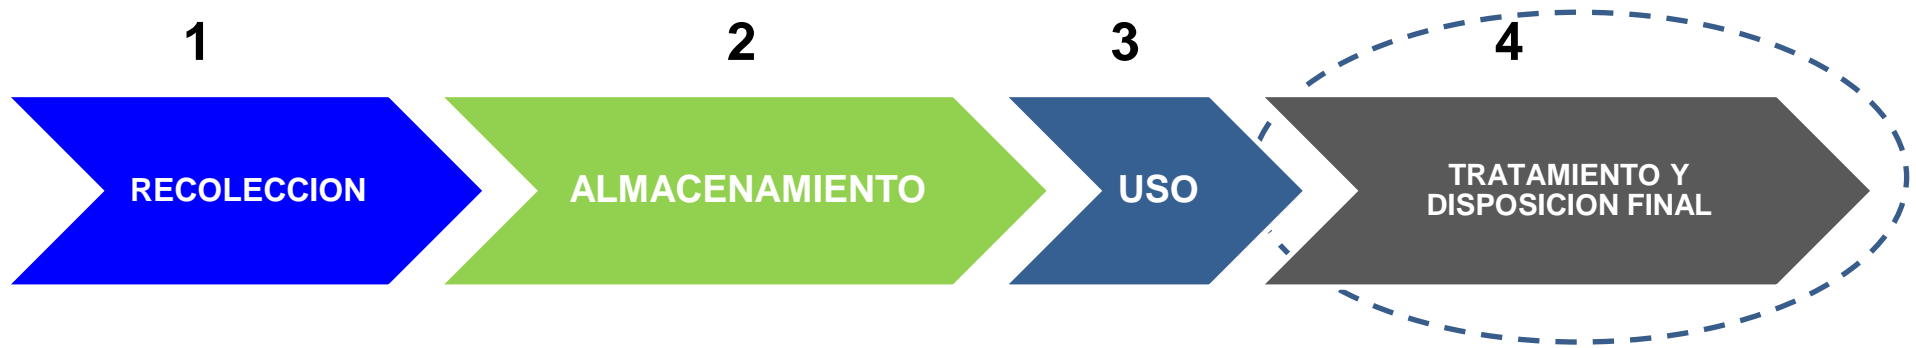 1
2
3
4
RECOLECCION
ALMACENAMIENTO
USO
TRATAMIENTO Y
DISPOSICION FINAL